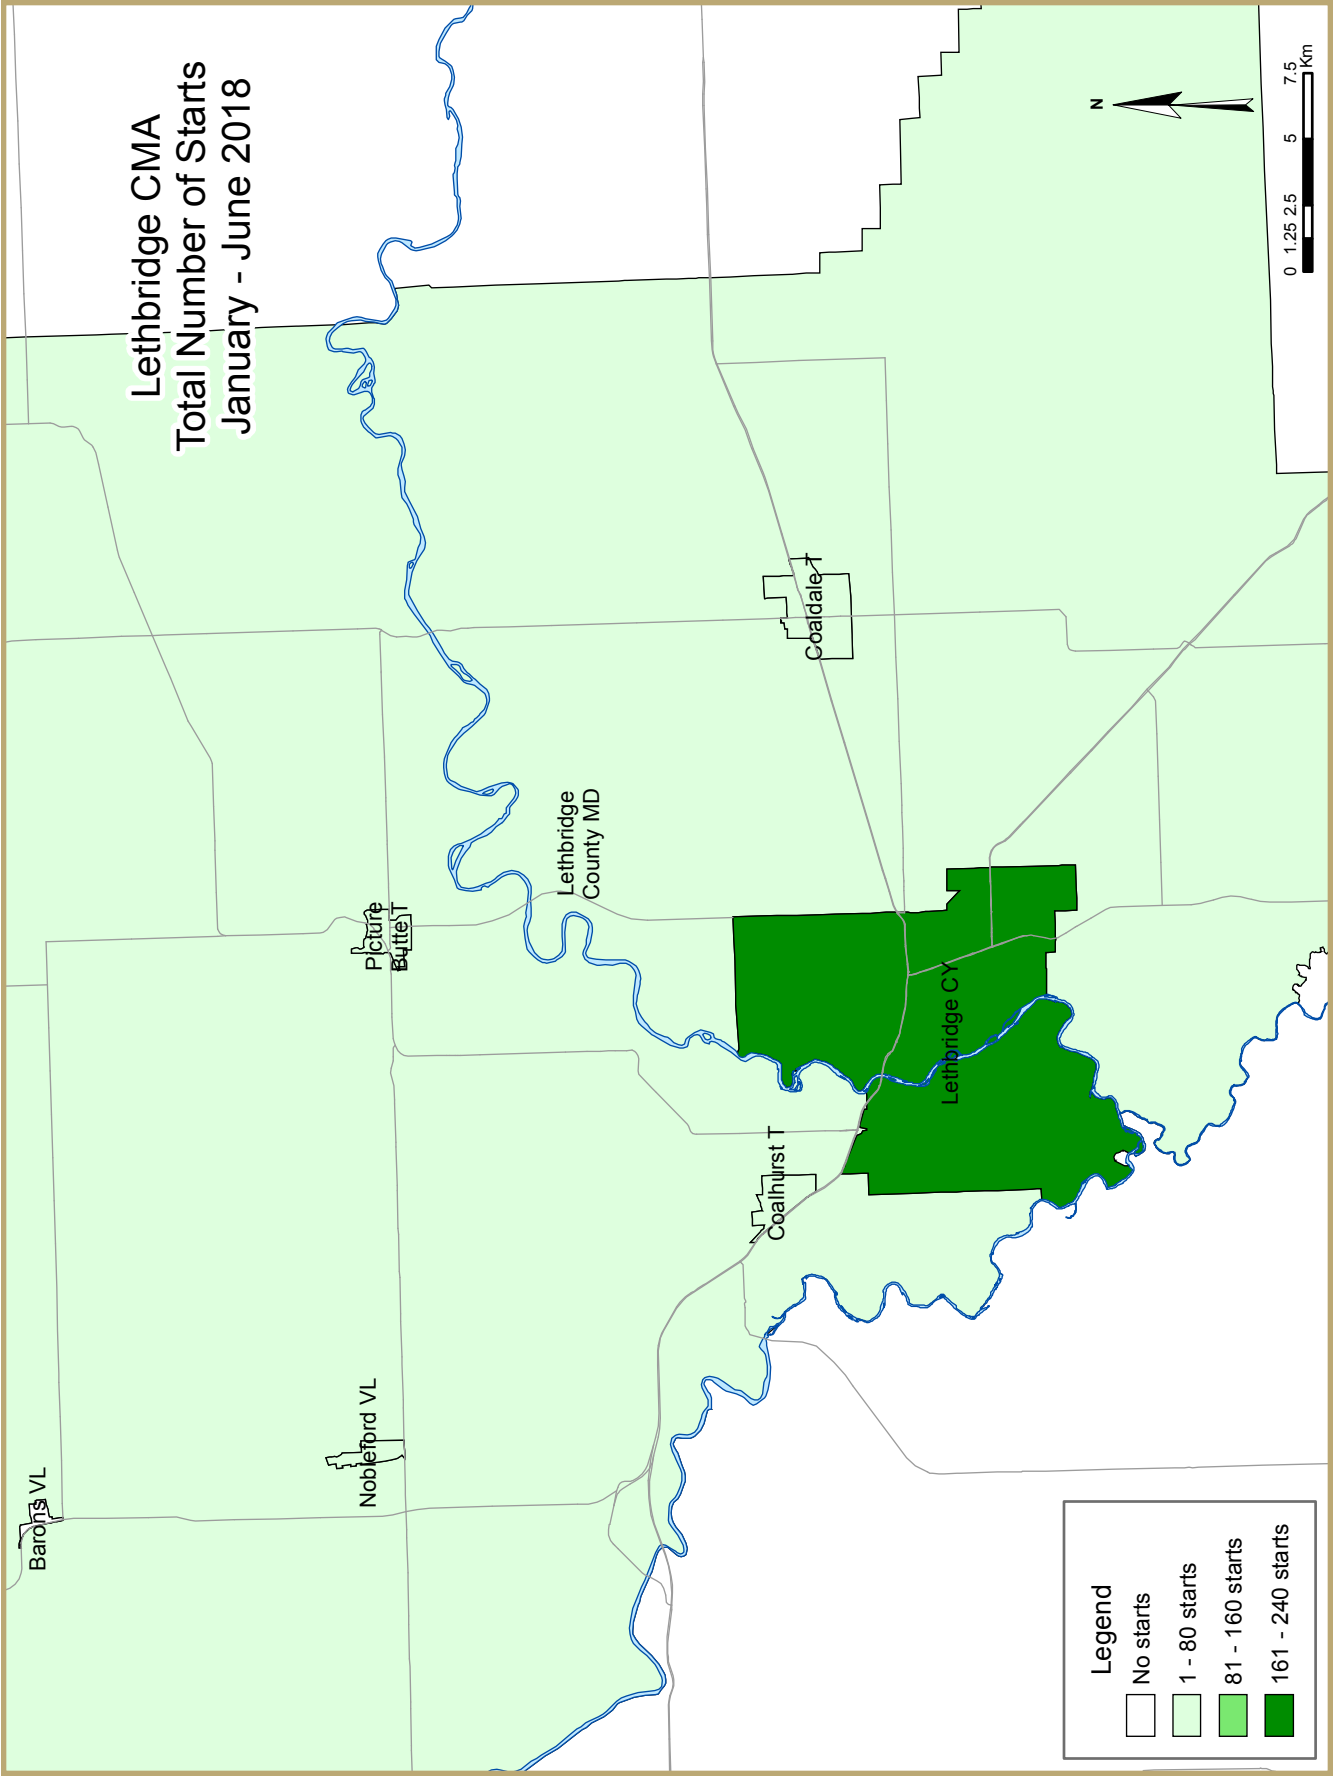 Lethbridge CMA
Total Number of Starts
January - June 2018
Barons VL
Nobleford VL
Picture
Butte T
Lethbridge
County MD
Coalhurst T
Coaldale T
Lethbridge CY
N
0 1.25 2.5 5 7.5
Km
Legend
No starts
1 - 80 starts
81 - 160 starts
161 - 240 starts